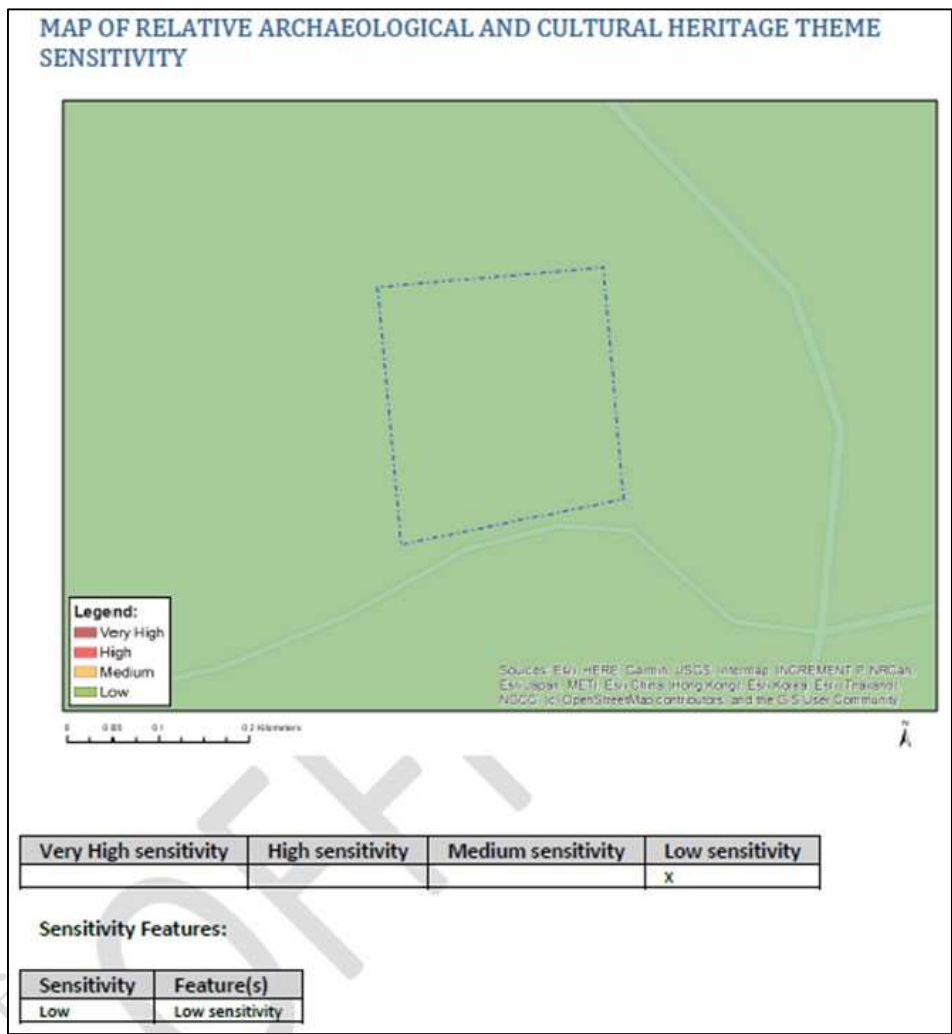 MAP OF RELATIVE ARCHAEOLOGICAL AND CULTURAL HERITAGE THEME
SENSITIVITY
Legend:
Very High
High
Medium
Low
Sources: Esri, HERE, Garmin, USGS, Intermap, INCREMENT P, NRCan,
Esri Japan, METI, Esri China (Hong Kong), Esri Korea, Esri (Thailand),
NGCC, (c) OpenStreetMap contributors, and the GIS User Community
0 0.05 0.1 0.2 Kilometers
N
Very High sensitivity High sensitivity Medium sensitivity Low sensitivity
X
Sensitivity Features:
Sensitivity Feature(s)
Low Low sensitivity